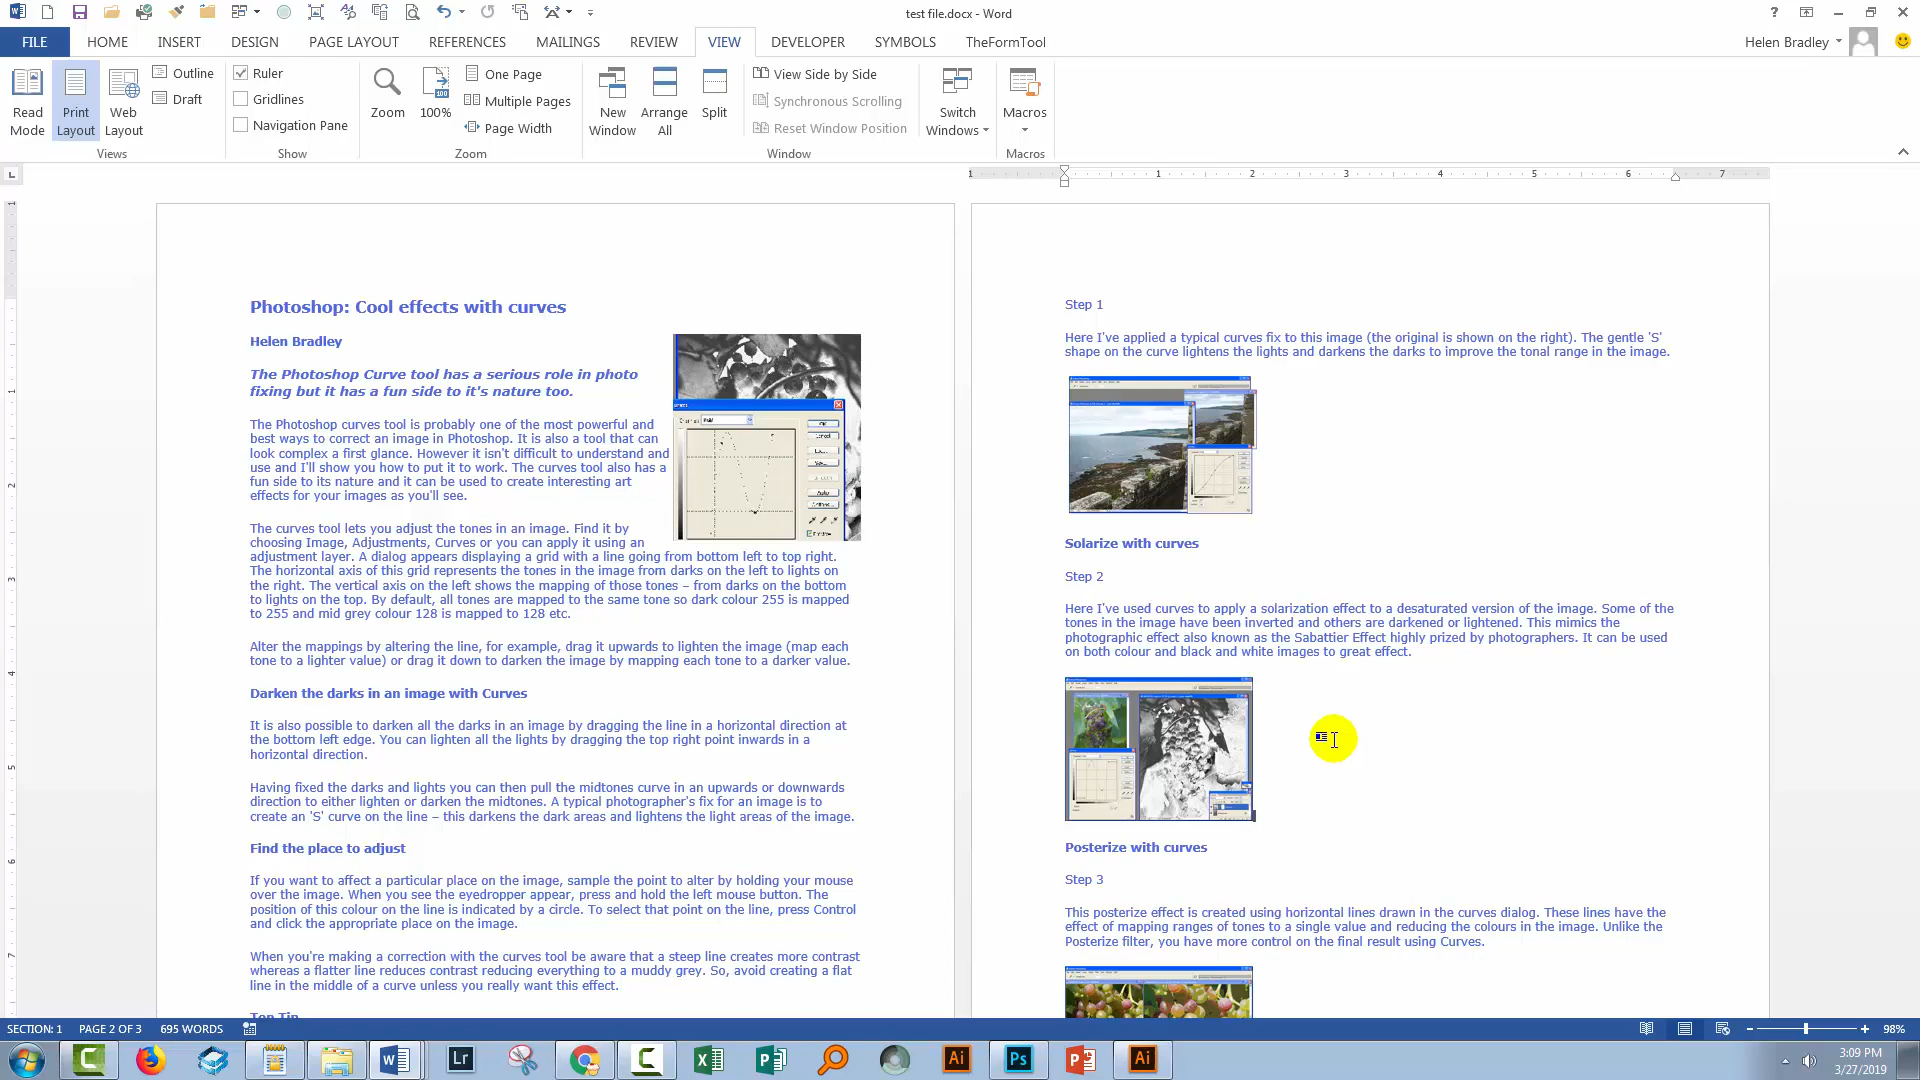 test file.docx - Word
FILE HOME INSERT DESIGN PAGE LAYOUT REFERENCES MAILINGS REVIEW VIEW DEVELOPER SYMBOLS TheFormTool Helen Bradley
Read Mode
Print Layout
Web Layout
Outline
Draft
Views
Ruler
Gridlines
Navigation Pane
Show
Zoom
100%
One Page
Multiple Pages
Page Width
Zoom
New Window
Arrange All
Split
View Side by Side
Synchronous Scrolling
Reset Window Position
Window
Switch Windows
Macros
Macros
1 1 2 3 4 5 6 7
Photoshop: Cool effects with curves
Helen Bradley
The Photoshop Curve tool has a serious role in photo
fixing but it has a fun side to it's nature too.
The Photoshop curves tool is probably one of the most powerful and
best ways to correct an image in Photoshop. It is also a tool that can
look complex a first glance. However it isn't difficult to understand and
use and I'll show you how to put it to work. The curves tool also has a
fun side to its nature and it can be used to create interesting art
effects for your images as you'll see.
The curves tool lets you adjust the tones in an image. Find it by
choosing Image, Adjustments, Curves or you can apply it using an
adjustment layer. A dialog appears displaying a grid with a line going from bottom left to top right.
The horizontal axis of this grid represents the tones in the image from darks on the left to lights on
the right. The vertical axis on the left shows the mapping of those tones – from darks on the bottom
to lights on the top. By default, all tones are mapped to the same tone so dark colour 255 is mapped
to 255 and mid grey colour 128 is mapped to 128 etc.
Alter the mappings by altering the line, for example, drag it upwards to lighten the image (map each
tone to a lighter value) or drag it down to darken the image by mapping each tone to a darker value.
Darken the darks in an image with Curves
It is also possible to darken all the darks in an image by dragging the line in a horizontal direction at
the bottom left edge. You can lighten all the lights by dragging the top right point inwards in a
horizontal direction.
Having fixed the darks and lights you can then pull the midtones curve in an upwards or downwards
direction to either lighten or darken the midtones. A typical photographer's fix for an image is to
create an 'S' curve on the line – this darkens the dark areas and lightens the light areas of the image.
Find the place to adjust
If you want to affect a particular place on the image, sample the point to alter by holding your mouse
over the image. When you see the eyedropper appear, press and hold the left mouse button. The
position of this colour on the line is indicated by a circle. To select that point on the line, press Control
and click the appropriate place on the image.
When you're making a correction with the curves tool be aware that a steep line creates more contrast
whereas a flatter line reduces contrast reducing everything to a muddy grey. So, avoid creating a flat
line in the middle of a curve unless you really want this effect.
Top Tip
Step 1
Here I've applied a typical curves fix to this image (the original is shown on the right). The gentle 'S'
shape on the curve lightens the lights and darkens the darks to improve the tonal range in the image.
Solarize with curves
Step 2
Here I've used curves to apply a solarization effect to a desaturated version of the image. Some of the
tones in the image have been inverted and others are darkened or lightened. This mimics the
photographic effect also known as the Sabattier Effect highly prized by photographers. It can be used
on both colour and black and white images to great effect.
Posterize with curves
Step 3
This posterize effect is created using horizontal lines drawn in the curves dialog. These lines have the
effect of mapping ranges of tones to a single value and reducing the colours in the image. Unlike the
Posterize filter, you have more control on the final result using Curves.
SECTION: 1 PAGE 2 OF 3 695 WORDS 98%
3:09 PM
3/27/2019